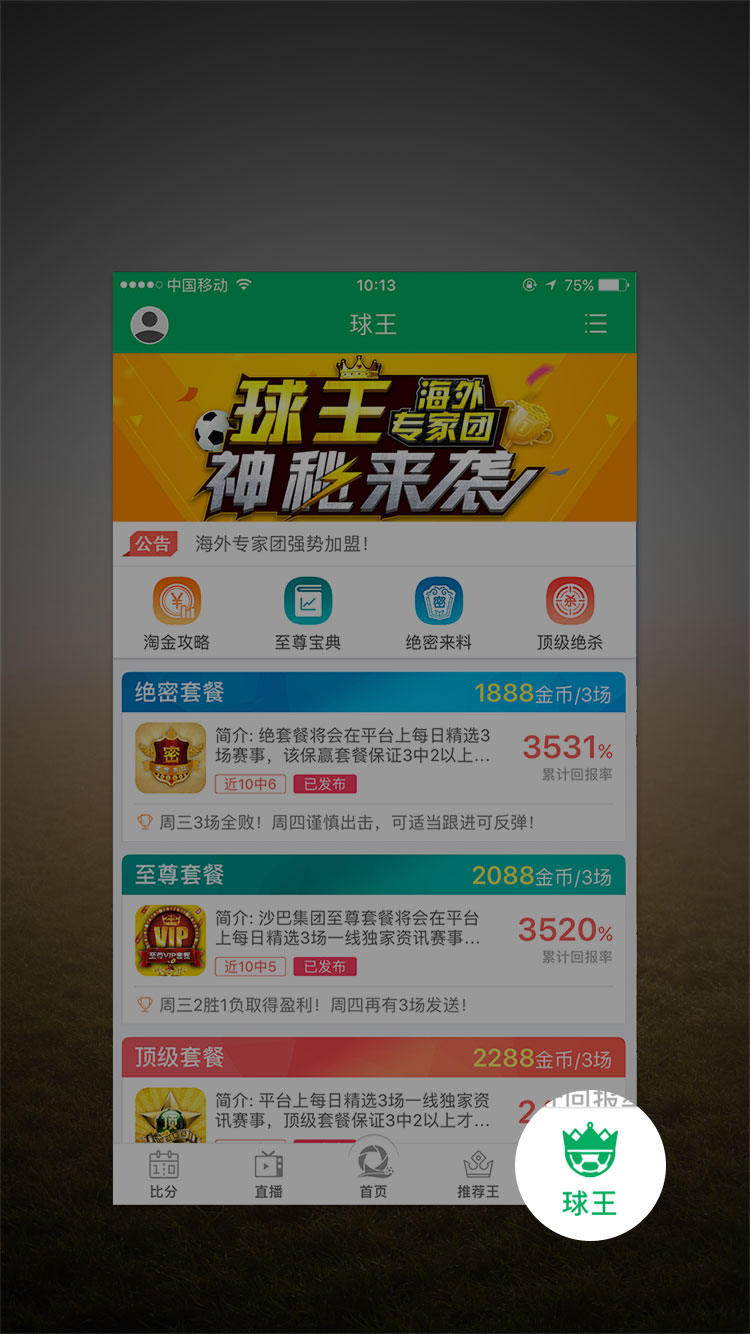 中国移动
10:13
75%
球王
球王
海外
专家团
神秘来袭
公告
海外专家团强势加盟！
¥
密
杀
淘金攻略
至尊宝典
绝密来料
顶级绝杀
绝密套餐
1888金币/3场
密
简介: 绝套餐将会在平台上每日精选3
场赛事，该保赢套餐保证3中2以上...
3531%
累计回报率
近10中6
已发布
周三3场全败！周四谨慎出击，可适当跟进可反弹！
至尊套餐
2088金币/3场
VIP
至尊VIP套餐
简介: 沙巴集团至尊套餐将会在平台
上每日精选3场一线独家资讯赛事...
3520%
累计回报率
近10中5
已发布
周三2胜1负取得盈利！周四再有3场发送！
顶级套餐
2288金币/3场
顶
简介: 平台上每日精选3场一线独家资
讯赛事，顶级套餐保证3中2以上才...
比分
直播
首页
推荐王
球王